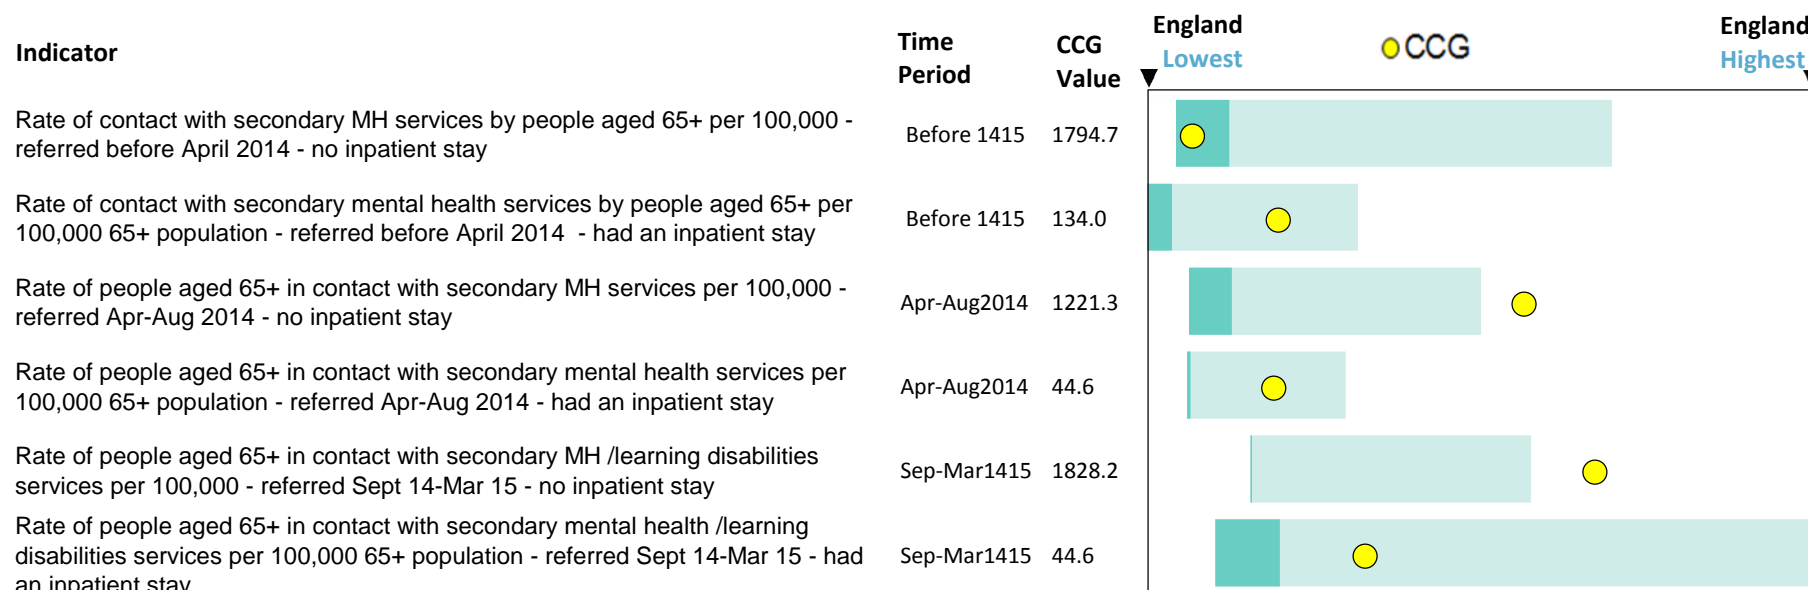 Indicator
Time Period
CCG Value
England Lowest
CCG
England Highest
Rate of contact with secondary MH services by people aged 65+ per 100,000 -
referred before April 2014 - no inpatient stay
Before 1415
1794.7
Rate of contact with secondary mental health services by people aged 65+ per
100,000 65+ population - referred before April 2014 - had an inpatient stay
Before 1415
134.0
Rate of people aged 65+ in contact with secondary MH services per 100,000 -
referred Apr-Aug 2014 - no inpatient stay
Apr-Aug2014
1221.3
Rate of people aged 65+ in contact with secondary mental health services per
100,000 65+ population - referred Apr-Aug 2014 - had an inpatient stay
Apr-Aug2014
44.6
Rate of people aged 65+ in contact with secondary MH /learning disabilities
services per 100,000 - referred Sept 14-Mar 15 - no inpatient stay
Sep-Mar1415
1828.2
Rate of people aged 65+ in contact with secondary mental health /learning
disabilities services per 100,000 65+ population - referred Sept 14-Mar 15 - had
an inpatient stay
Sep-Mar1415
44.6